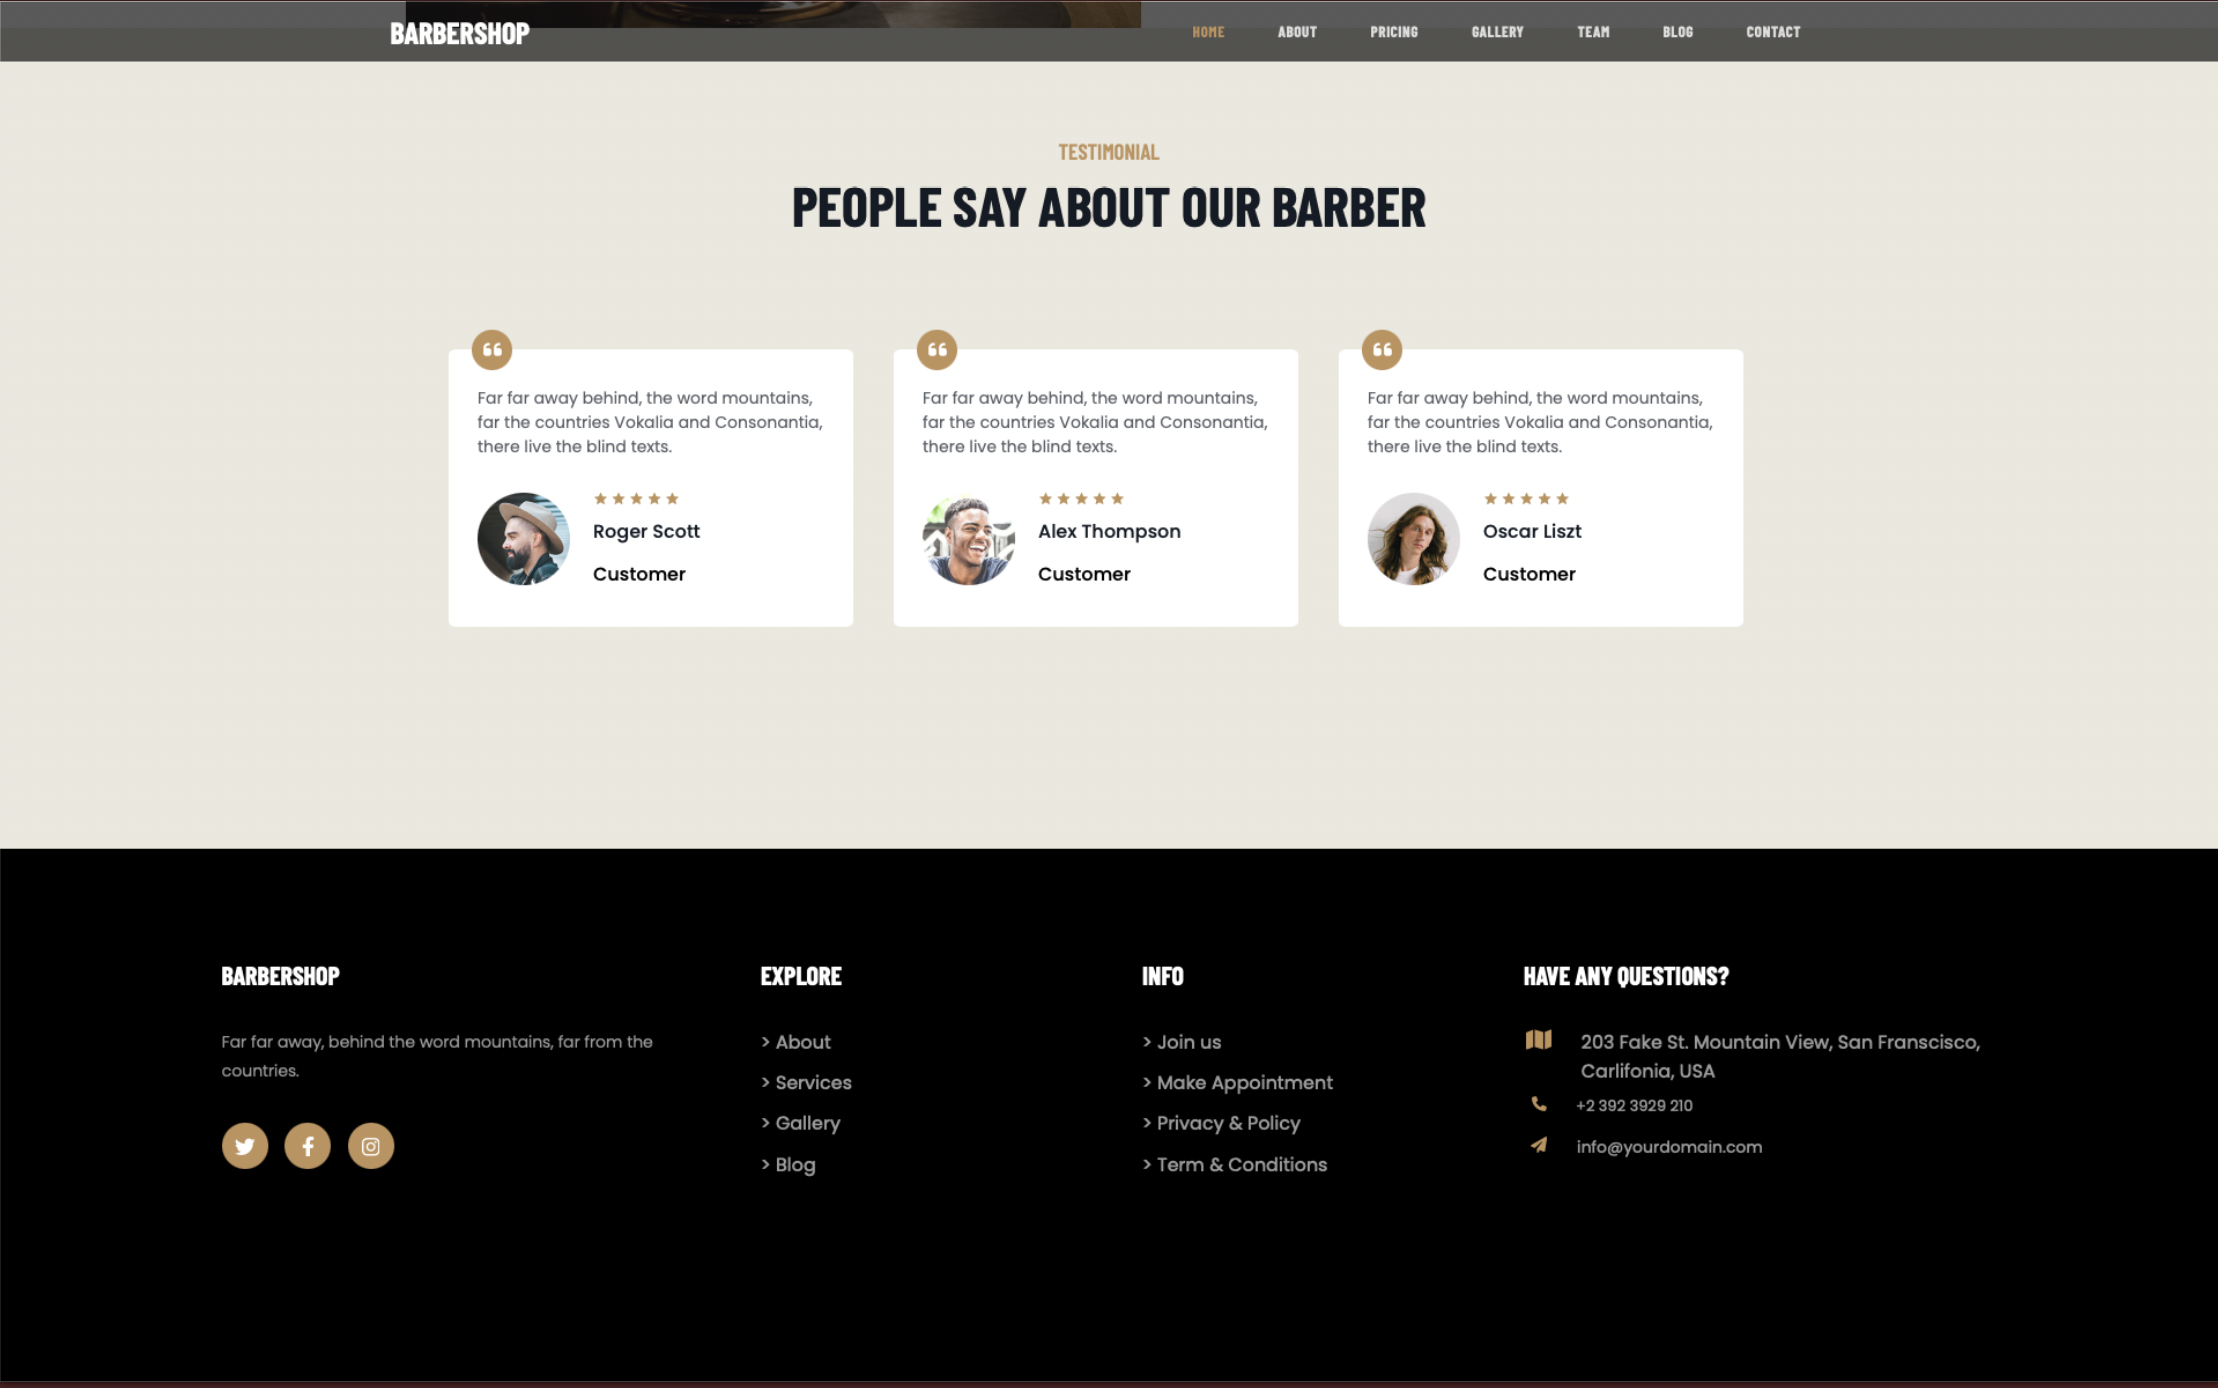 BARBERSHOP
HOME ABOUT PRICING GALLERY TEAM BLOG CONTACT
TESTIMONIAL
PEOPLE SAY ABOUT OUR BARBER
Far far away behind, the word mountains,
far the countries Vokalia and Consonantia,
there live the blind texts.
Roger Scott
Customer
Far far away behind, the word mountains,
far the countries Vokalia and Consonantia,
there live the blind texts.
Alex Thompson
Customer
Far far away behind, the word mountains,
far the countries Vokalia and Consonantia,
there live the blind texts.
Oscar Liszt
Customer
BARBERSHOP
Far far away, behind the word mountains, far from the
countries.
EXPLORE
> About
> Services
> Gallery
> Blog
INFO
> Join us
> Make Appointment
> Privacy & Policy
> Term & Conditions
HAVE ANY QUESTIONS?
203 Fake St. Mountain View, San Franscisco,
Carlifonia, USA
+2 392 3929 210
info@yourdomain.com